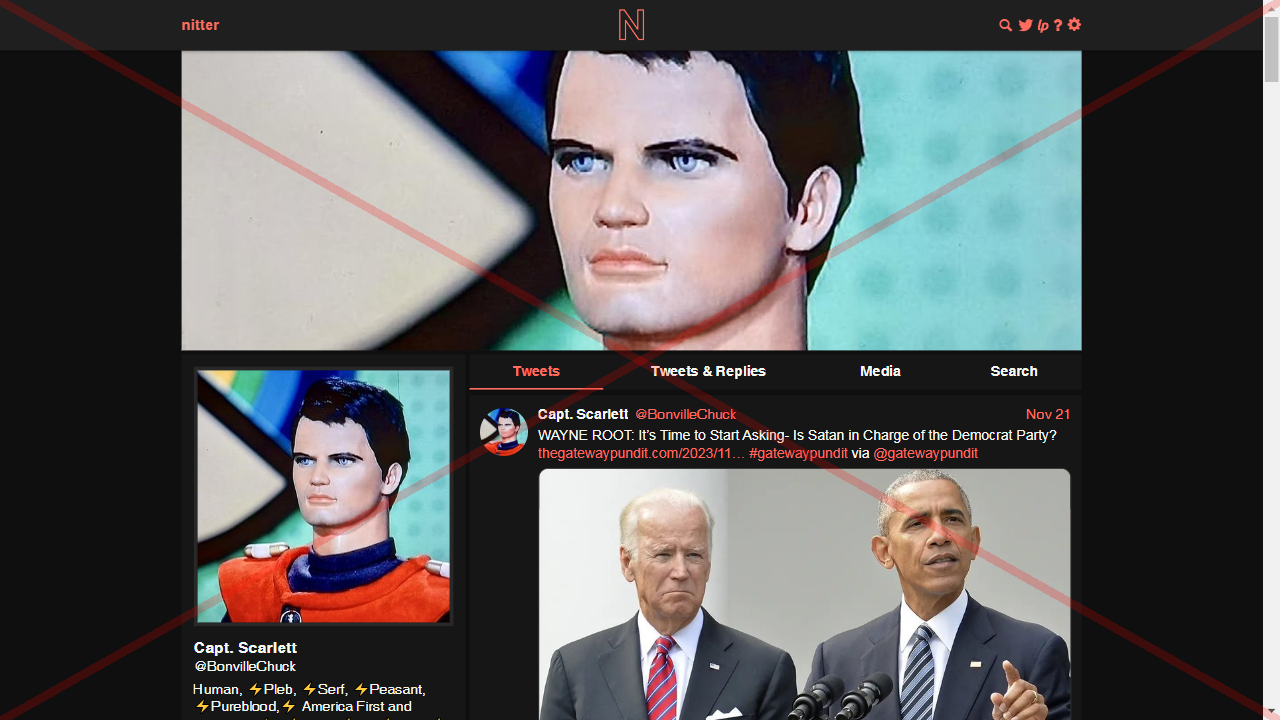 nitter
N
lp ?
Tweets
Tweets & Replies
Media
Search
Capt. Scarlett @BonvilleChuck
Nov 21
WAYNE ROOT: It’s Time to Start Asking- Is Satan in Charge of the Democrat Party?
thegatewaypundit.com/2023/11… #gatewaypundit via @gatewaypundit
Capt. Scarlett
@BonvilleChuck
Human, ⚡Pleb, ⚡Serf, ⚡Peasant,
⚡Pureblood,⚡ America First and